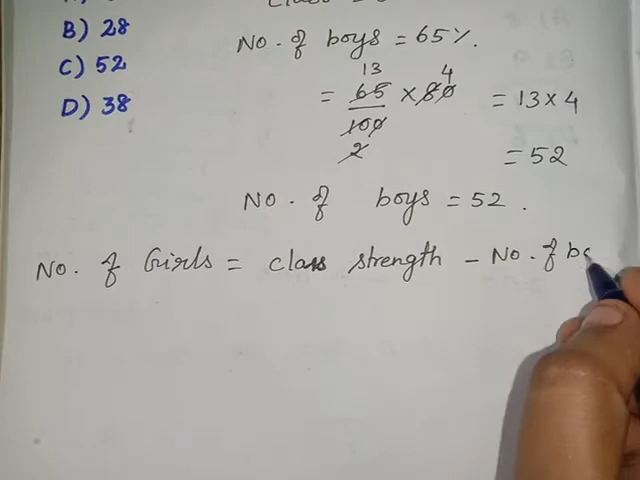 B) 28
No. of boys = 65%.
C) 52
13 4
= 65 × 80 = 13 × 4
D) 38
100
2 = 52
No. of boys = 52.
No. of Girls = class strength - No. of bo